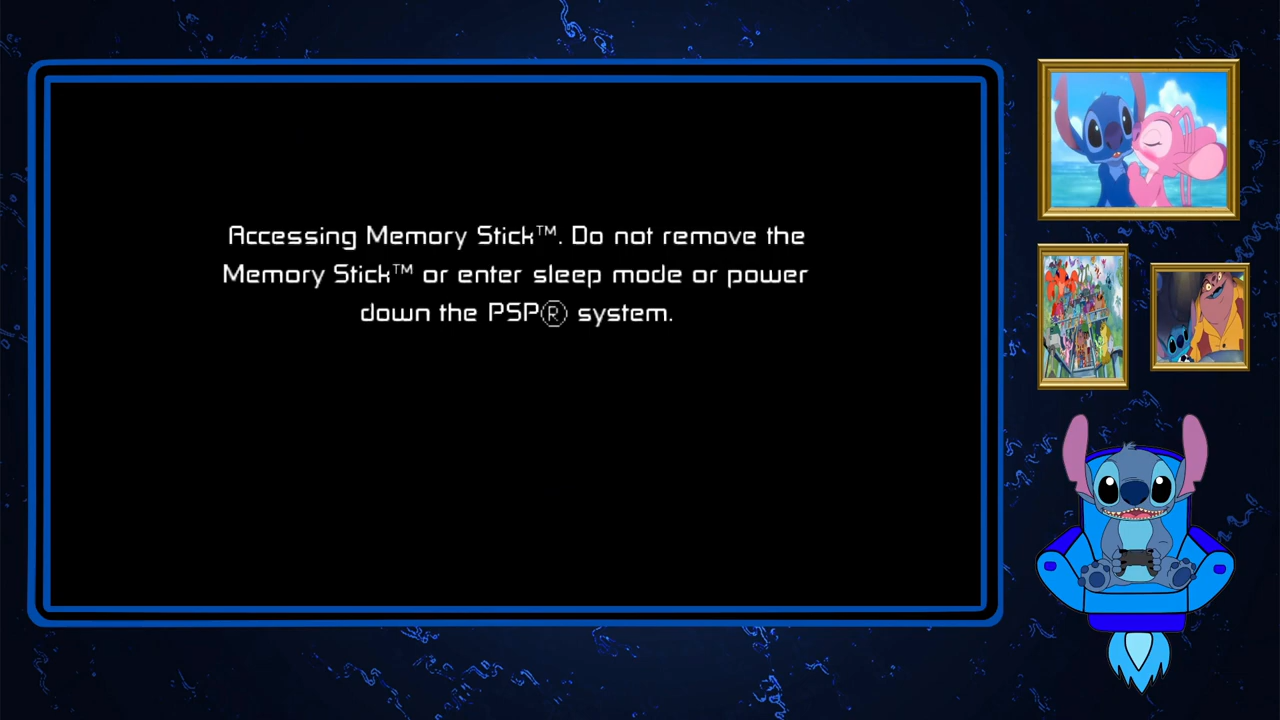 Accessing Memory Stick™. Do not remove the
Memory Stick™ or enter sleep mode or power
down the PSP® system.